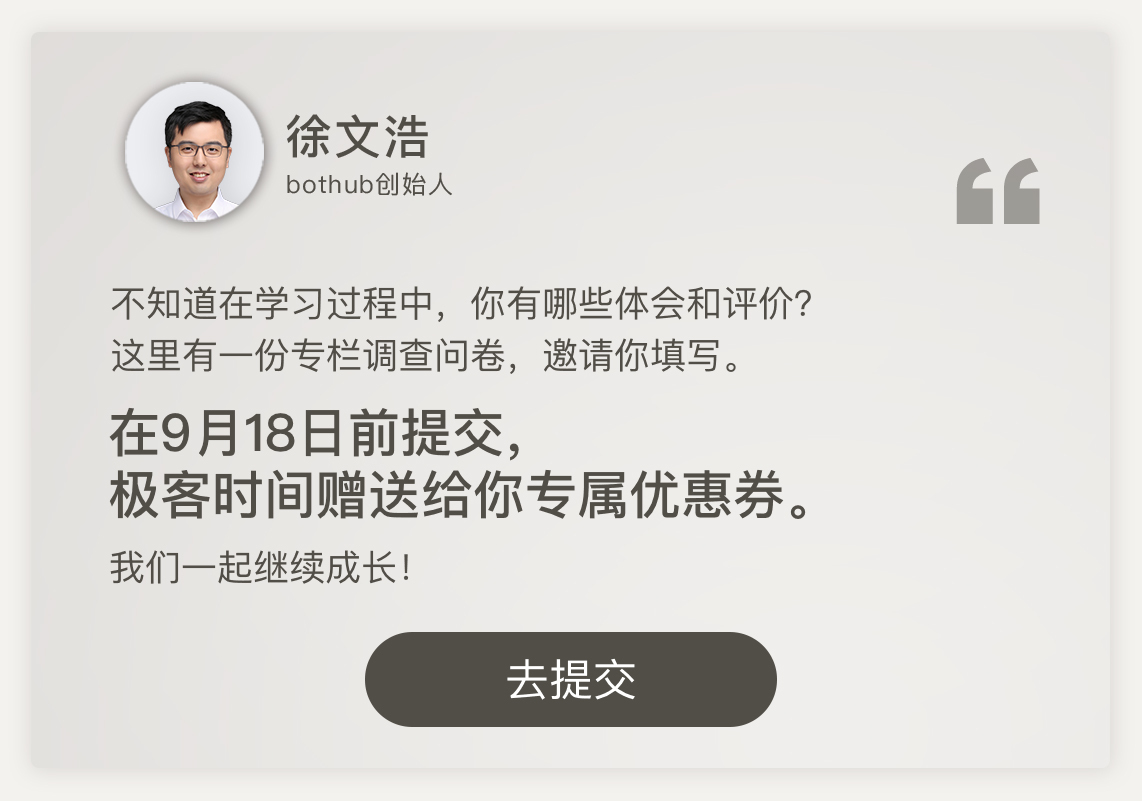 徐文浩
bothub创始人
不知道在学习过程中，你有哪些体会和评价？
这里有一份专栏调查问卷，邀请你填写。
在9月18日前提交，
极客时间赠送给你专属优惠券。
我们一起继续成长！
去提交